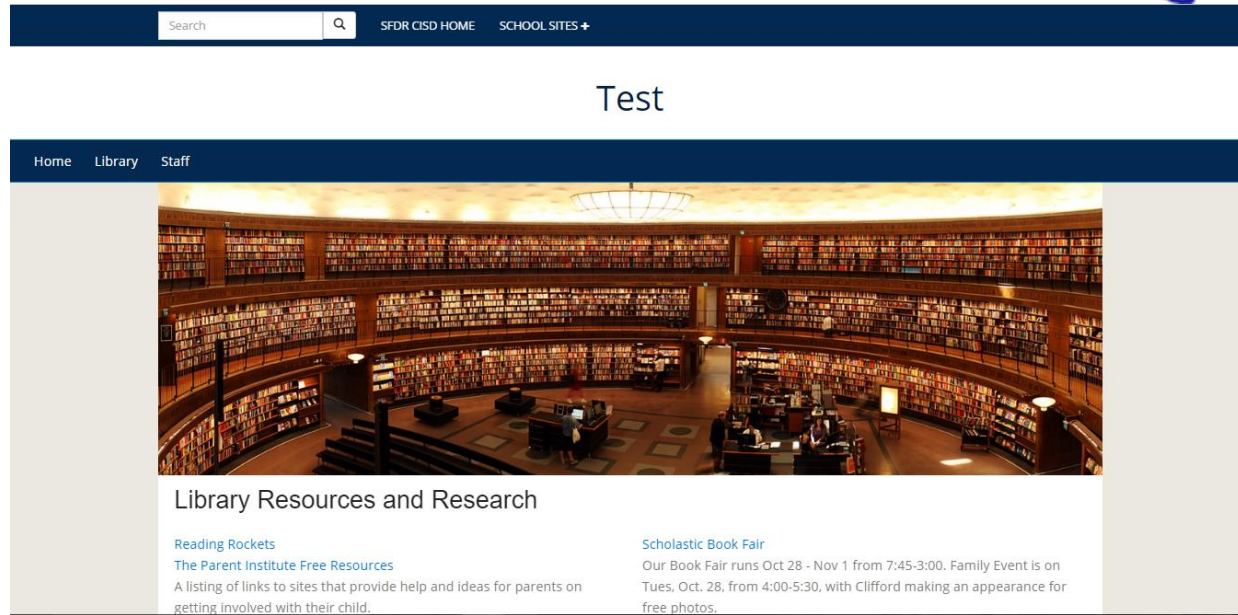 Search SFDR CISD HOME SCHOOL SITES +
Test
Home Library Staff
Library Resources and Research
Reading Rockets
The Parent Institute Free Resources
A listing of links to sites that provide help and ideas for parents on
getting involved with their child.
Scholastic Book Fair
Our Book Fair runs Oct 28 - Nov 1 from 7:45-3:00. Family Event is on
Tues, Oct. 28, from 4:00-5:30, with Clifford making an appearance for
free photos.